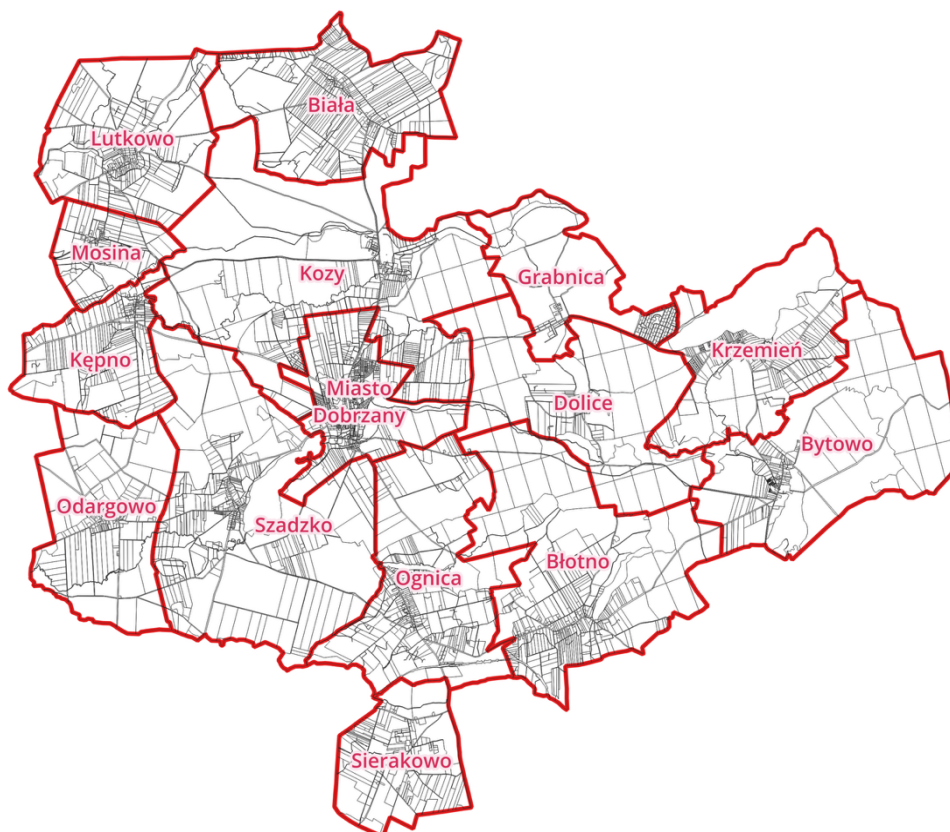 Biała
Lutkowo
Mosina
Kozy
Grabnica
Kępno
Krzemień
Miasto
Dobrzany
Dolice
Bytowo
Odargowo
Szadzko
Błotno
Ognica
Sierakowo